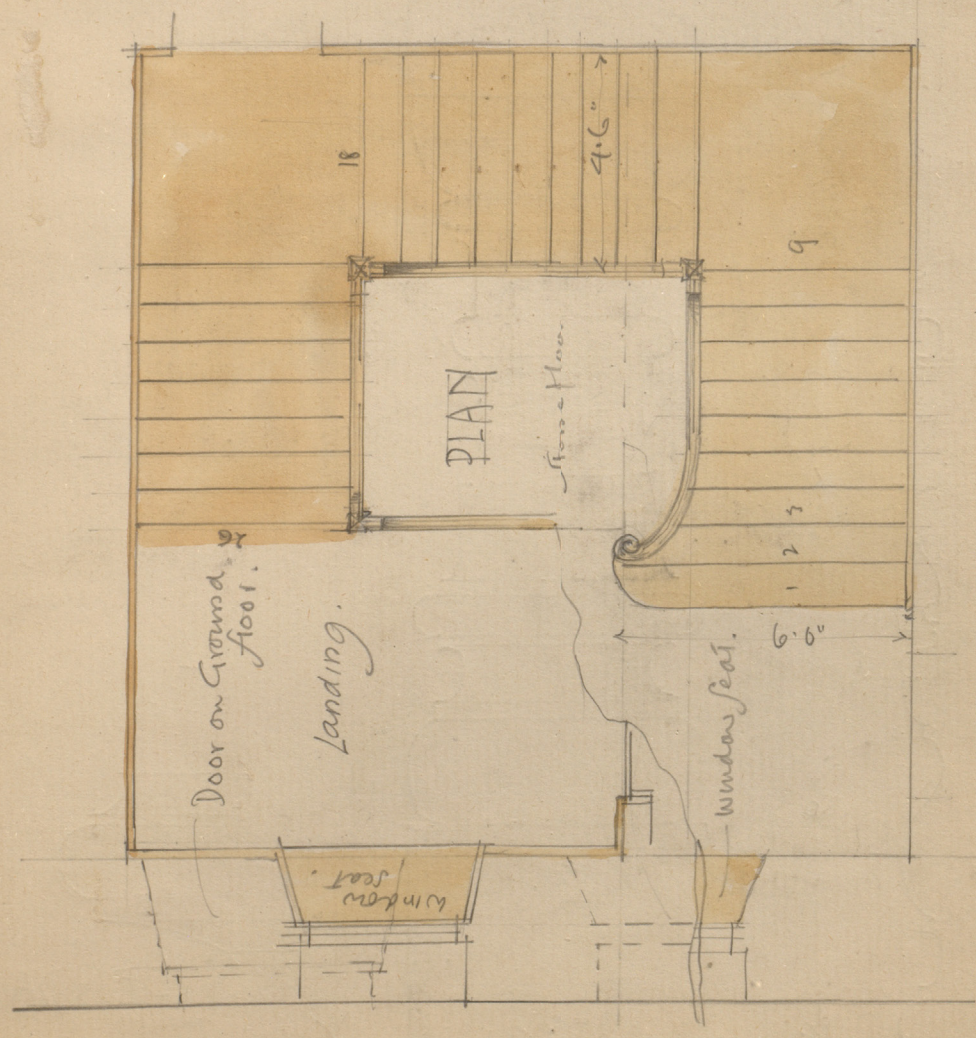 18
4.6"
9
PLAN
Stone floor
3
2
1
6.0"
Door on Ground
floor.
Landing.
window Seat.
window
seat.